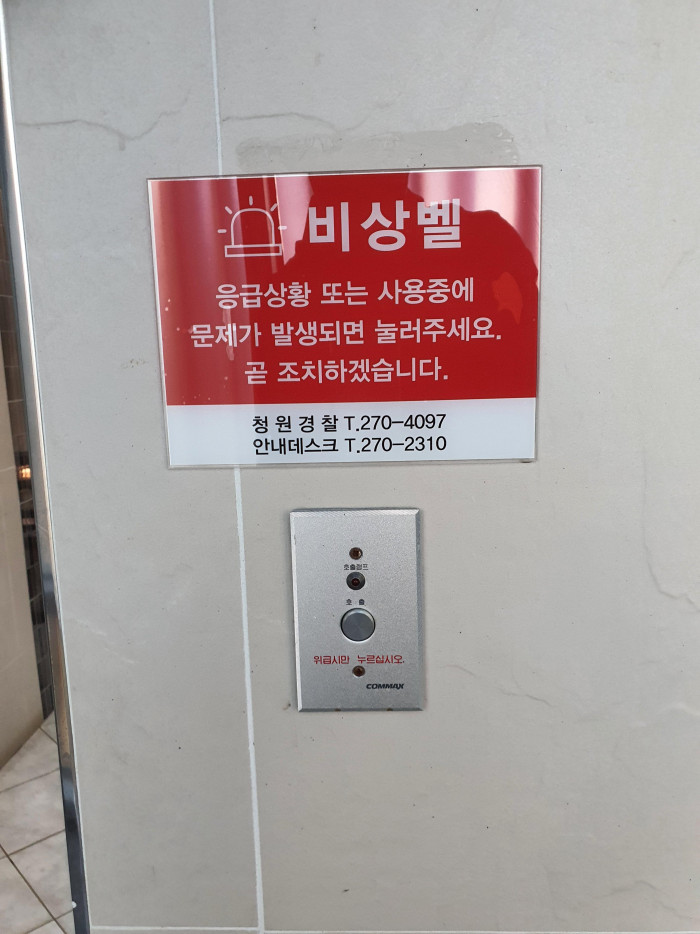 비상벨
응급상황 또는 사용중에
문제가 발생되면 눌러주세요.
곧 조치하겠습니다.
청원경찰 T.270-4097
안내데스크 T.270-2310
호출램프
호 출
위급시만 누르십시오.
COMMAX